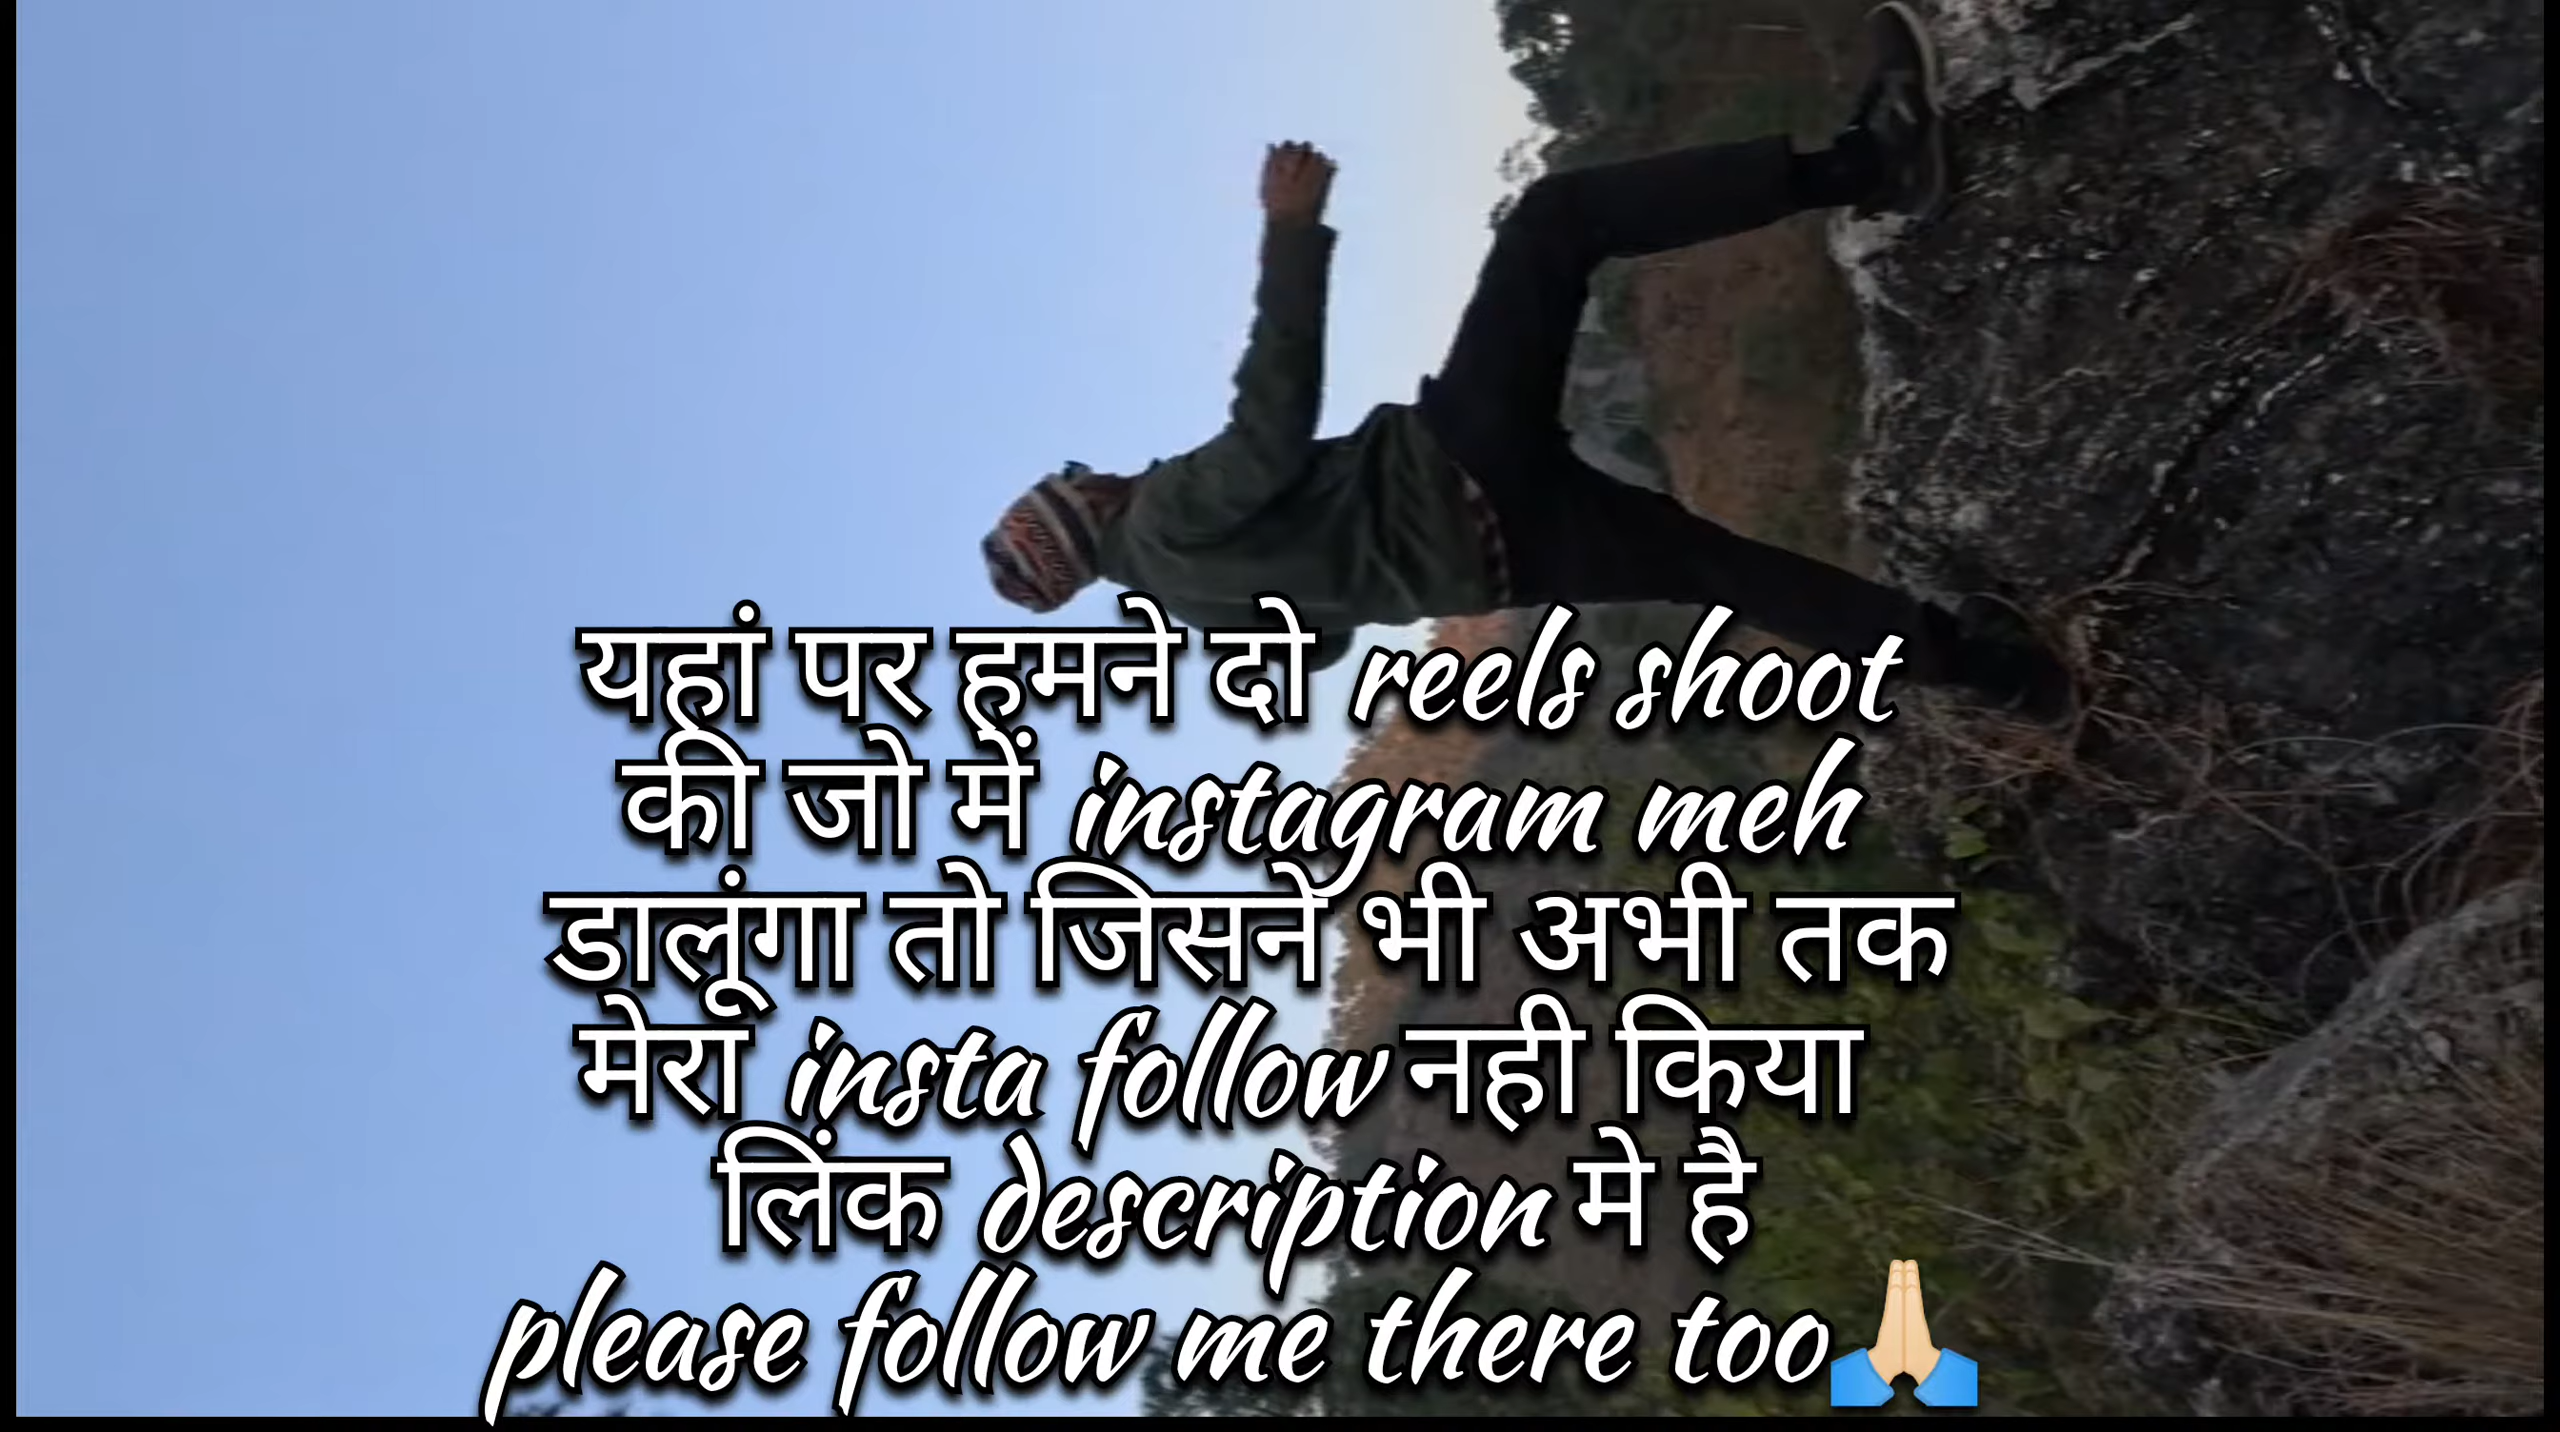 यहां पर हमने दो reels shoot
की जो में instagram meh
डालूंगा तो जिसने भी अभी तक
मेरा insta follow नही किया
लिंक description मे है
please follow me there too🙏🏻